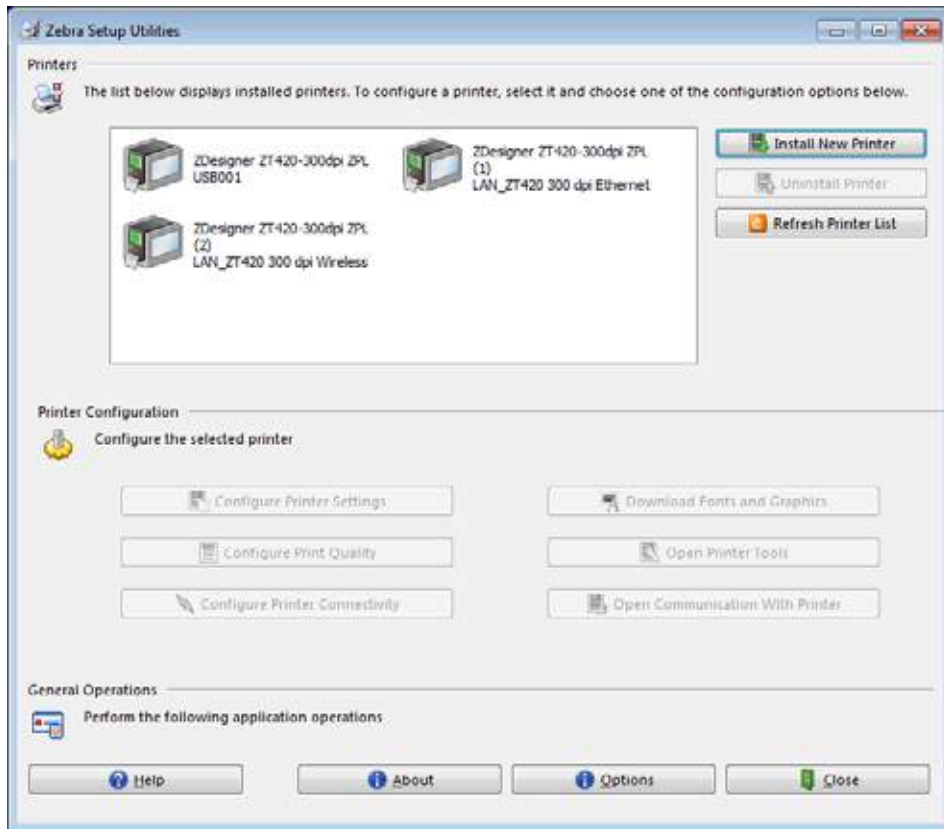 Zebra Setup Utilities
Printers
The list below displays installed printers. To configure a printer, select it and choose one of the configuration options below.
ZDesigner ZT420-300dpi ZPL
USB001
ZDesigner ZT420-300dpi ZPL
(1)
LAN_ZT420 300 dpi Ethernet
ZDesigner ZT420-300dpi ZPL
(2)
LAN_ZT420 300 dpi Wireless
Install New Printer
Uninstall Printer
Refresh Printer List
Printer Configuration
Configure the selected printer
Configure Printer Settings
Download Fonts and Graphics
Configure Print Quality
Open Printer Tools
Configure Printer Connectivity
Open Communication With Printer
General Operations
Perform the following application operations
Help
About
Options
Close